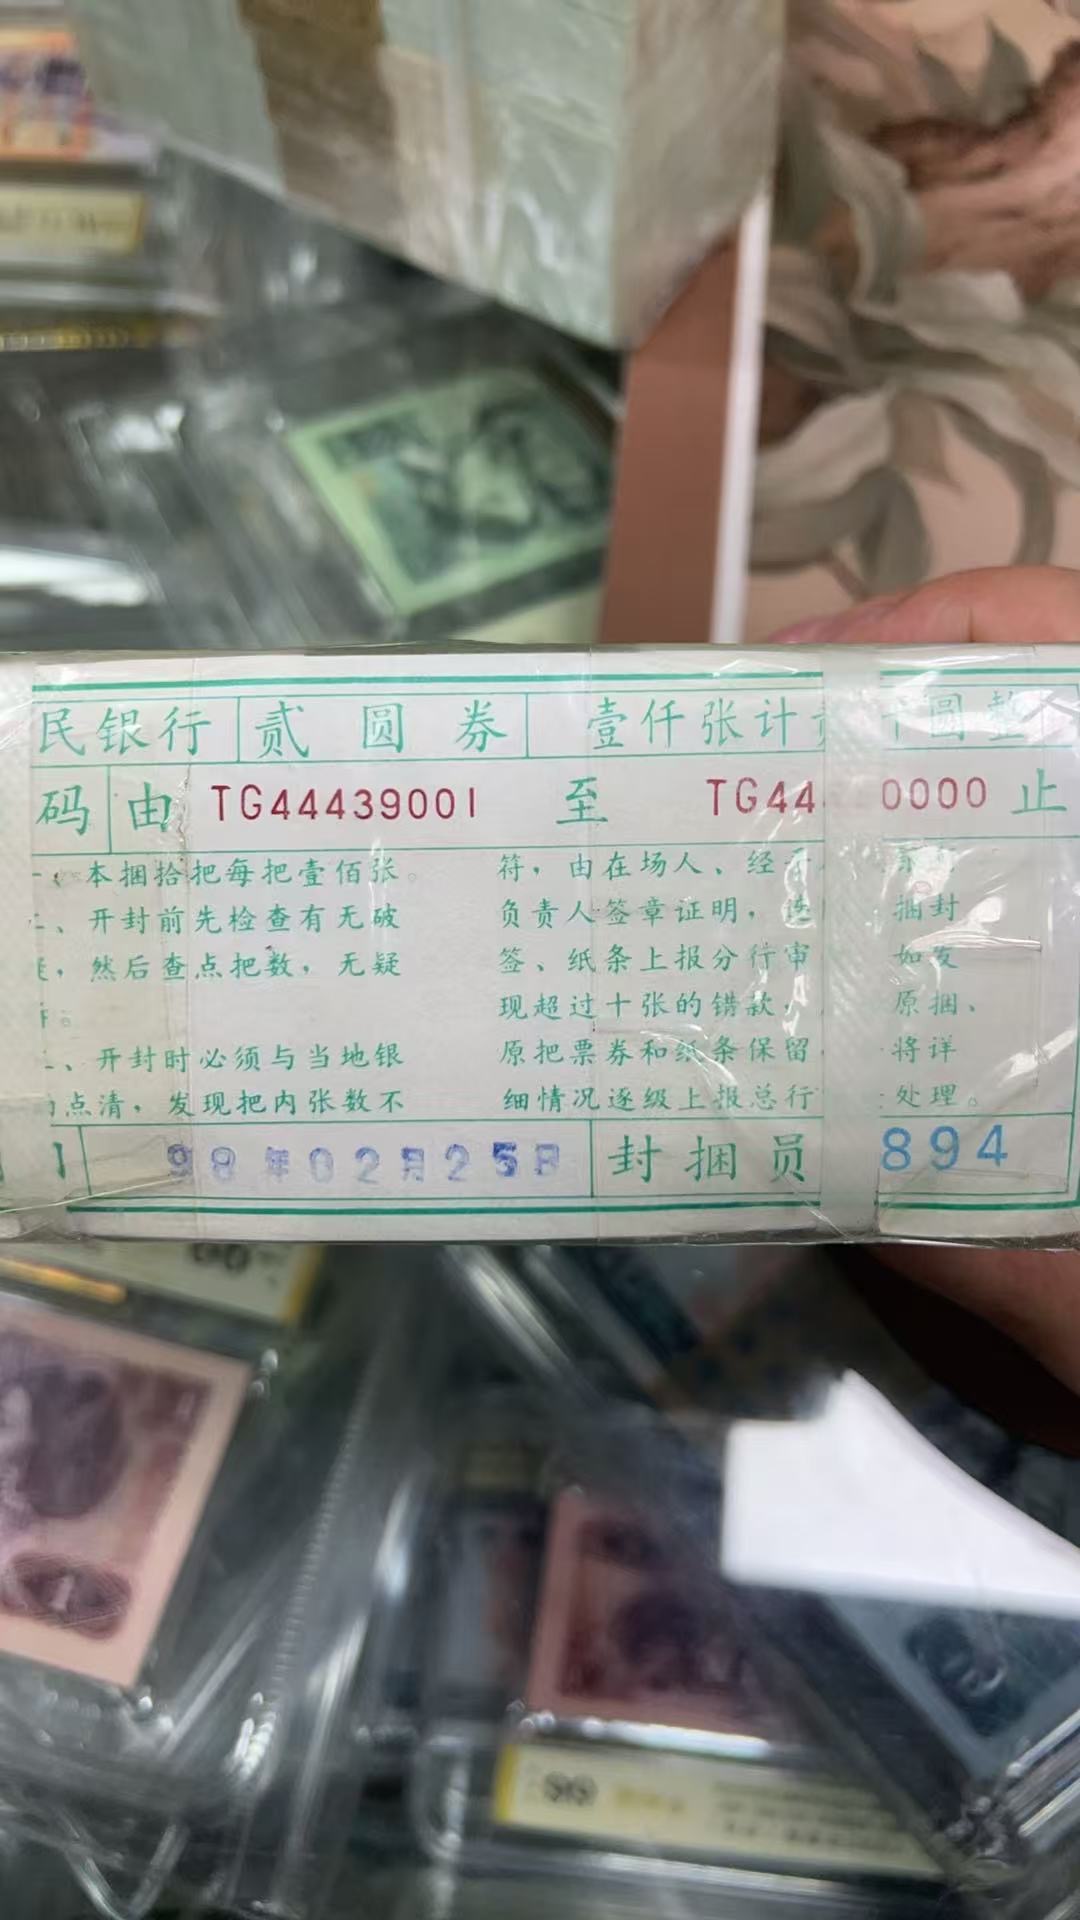 民银行 贰圆券 壹仟张计 圆整
码 由 TG44439001 至 TG44 0000 止
本捆拾把每把壹佰张。
、开封前先检查有无破
，然后查点把数，无疑
。
、开封时必须与当地银
点清，发现把内张数不
符，由在场人、经手
负责人签章证明，连 捆封
签、纸条上报分行审 如发
现超过十张的错款， 原捆、
原把票券和纸条保留 将详
细情况逐级上报总行 处理。
1 98年02月25日 封捆员 894